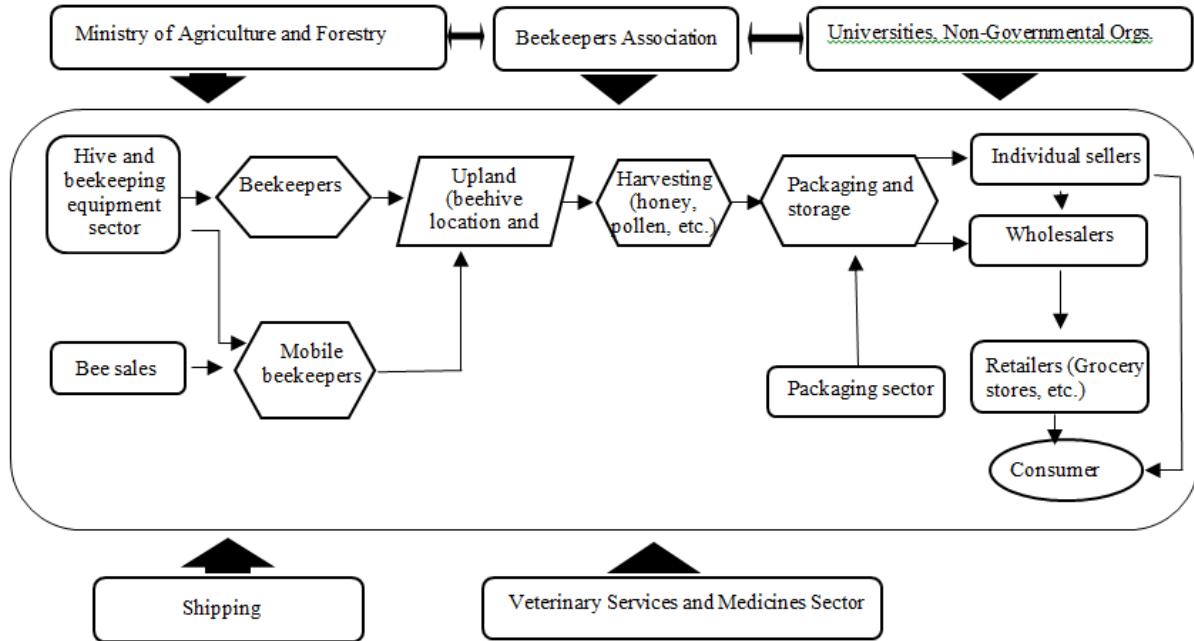 Ministry of Agriculture and Forestry
Beekeepers Association
Universities, Non-Governmental Orgs.
Hive and
beekeeping
equipment
sector
Beekeepers
Upland
(beehive
location and
Harvesting
(honey,
pollen, etc.)
Packaging and
storage
Individual sellers
Wholesalers
Bee sales
Mobile
beekeepers
Packaging sector
Retailers (Grocery
stores, etc.)
Consumer
Shipping
Veterinary Services and Medicines Sector